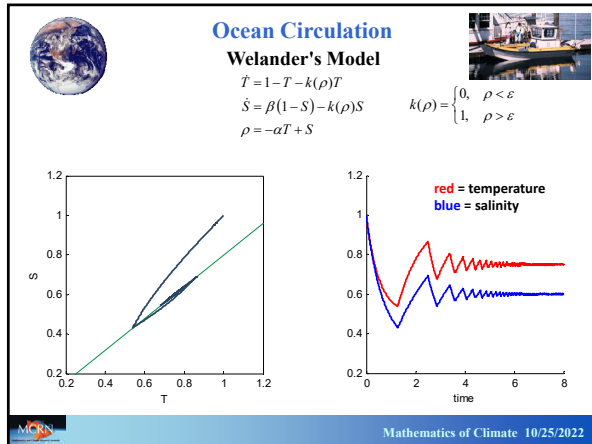 Ocean Circulation
Welander's Model
Ṫ = 1 − T − k(ρ)T
Ṡ = β(1 − S) − k(ρ)S
ρ = −αT + S
k(ρ) = {0, ρ < ε
1, ρ > ε
1.2
1
0.8
0.6
0.4
0.2
S
0.2 0.4 0.6 0.8 1 1.2
T
red = temperature
blue = salinity
1.2
1
0.8
0.6
0.4
0.2
0 2 4 6 8
time
MCRN
Mathematics of Climate 10/25/2022